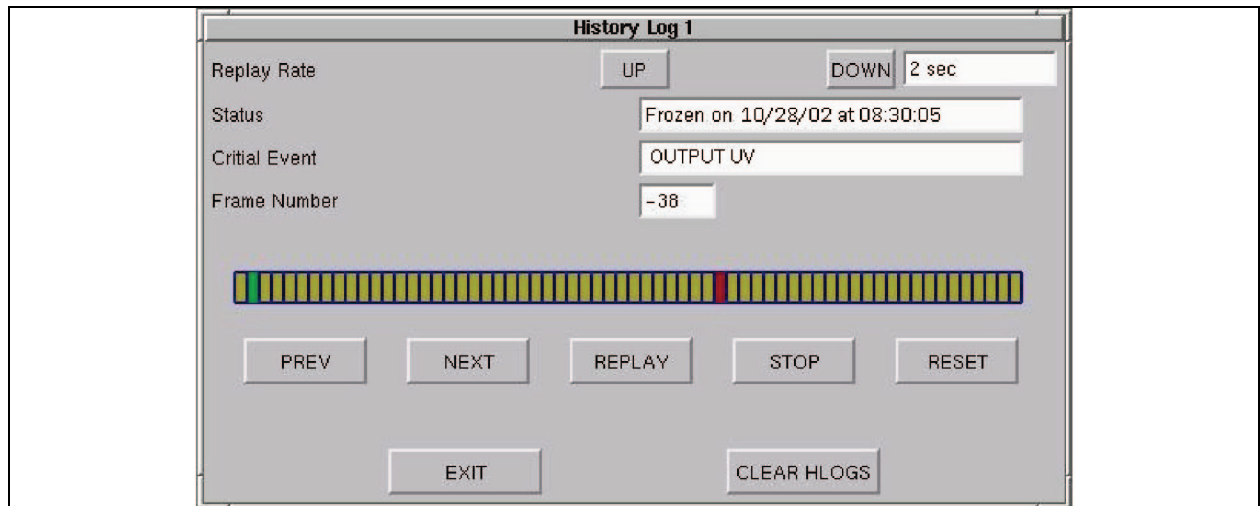 History Log 1
Replay Rate UP DOWN 2 sec
Status Frozen on 10/28/02 at 08:30:05
Critial Event OUTPUT UV
Frame Number -38
PREV NEXT REPLAY STOP RESET
EXIT CLEAR HLOGS